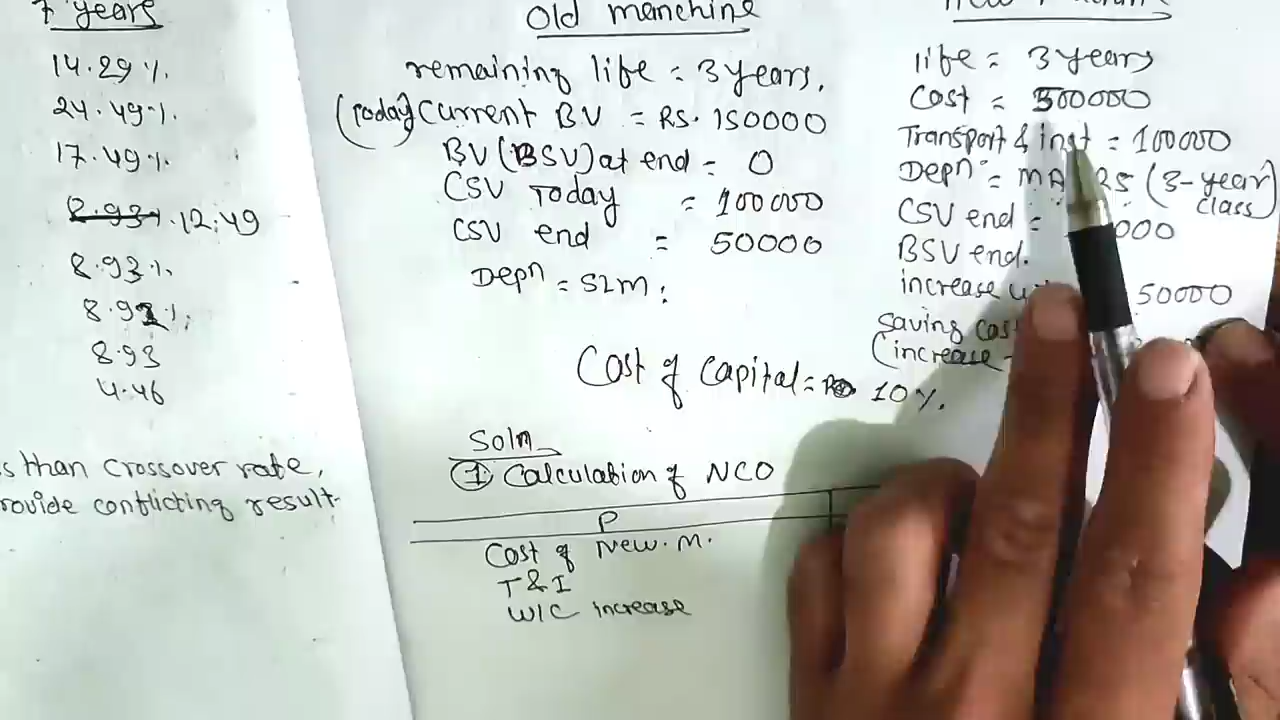 7 years
14.29%
24.49%.
17.49%
8.93%. 12.49
8.93%.
8.93%.
8.93
4.46
s than crossover rate,
rovide conflicting result.
Old manchine
remaining life = 3 years.
(Today) Current BV = RS. 150000
BV (BSV) at end = 0
CSV Today = 100000
CSV end = 50000
Depn = SLM.
Cost of Capital = 10%.
Soln
① Calculation of NCO
P
Cost of New. M.
T & I
W/C increase
life = 3 years
Cost = 500000
Transport & inst = 100000
Depn = MA RS (3-year class)
CSV end = 000
BSV end.
increase 50000
Saving cos
(increase